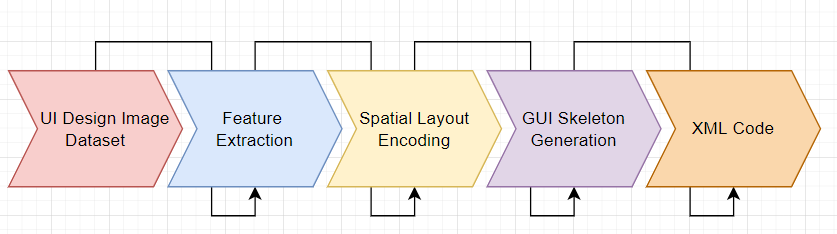 UI Design Image
Dataset
Feature
Extraction
Spatial Layout
Encoding
GUI Skeleton
Generation
XML Code